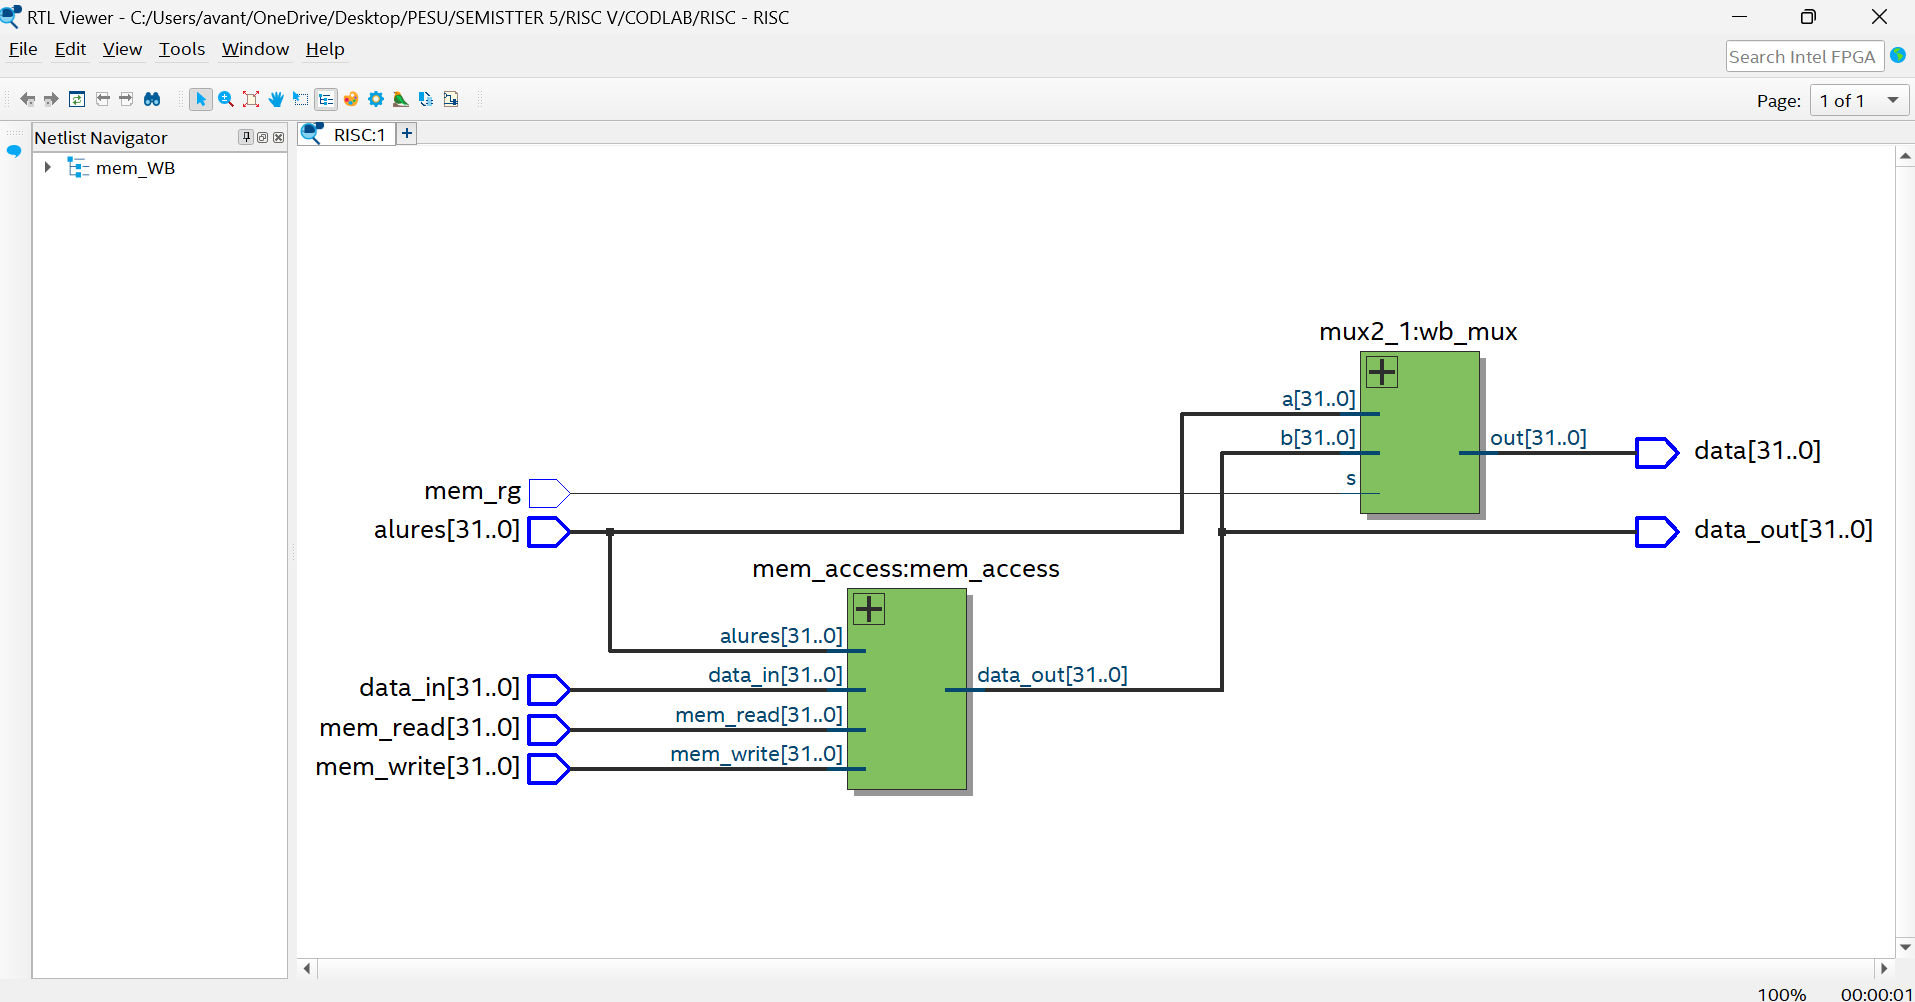 RTL Viewer - C:/Users/avant/OneDrive/Desktop/PESU/SEMISTTER 5/RISC V/CODLAB/RISC - RISC
File Edit View Tools Window Help
Search Intel FPGA
Page: 1 of 1
Netlist Navigator
RISC:1 +
mem_WB
mux2_1:wb_mux
a[31..0]
b[31..0]
out[31..0]
data[31..0]
s
mem_rg
alures[31..0]
data_out[31..0]
mem_access:mem_access
alures[31..0]
data_in[31..0]
data_in[31..0]
data_out[31..0]
mem_read[31..0]
mem_read[31..0]
mem_write[31..0]
mem_write[31..0]
100% 00:00:01